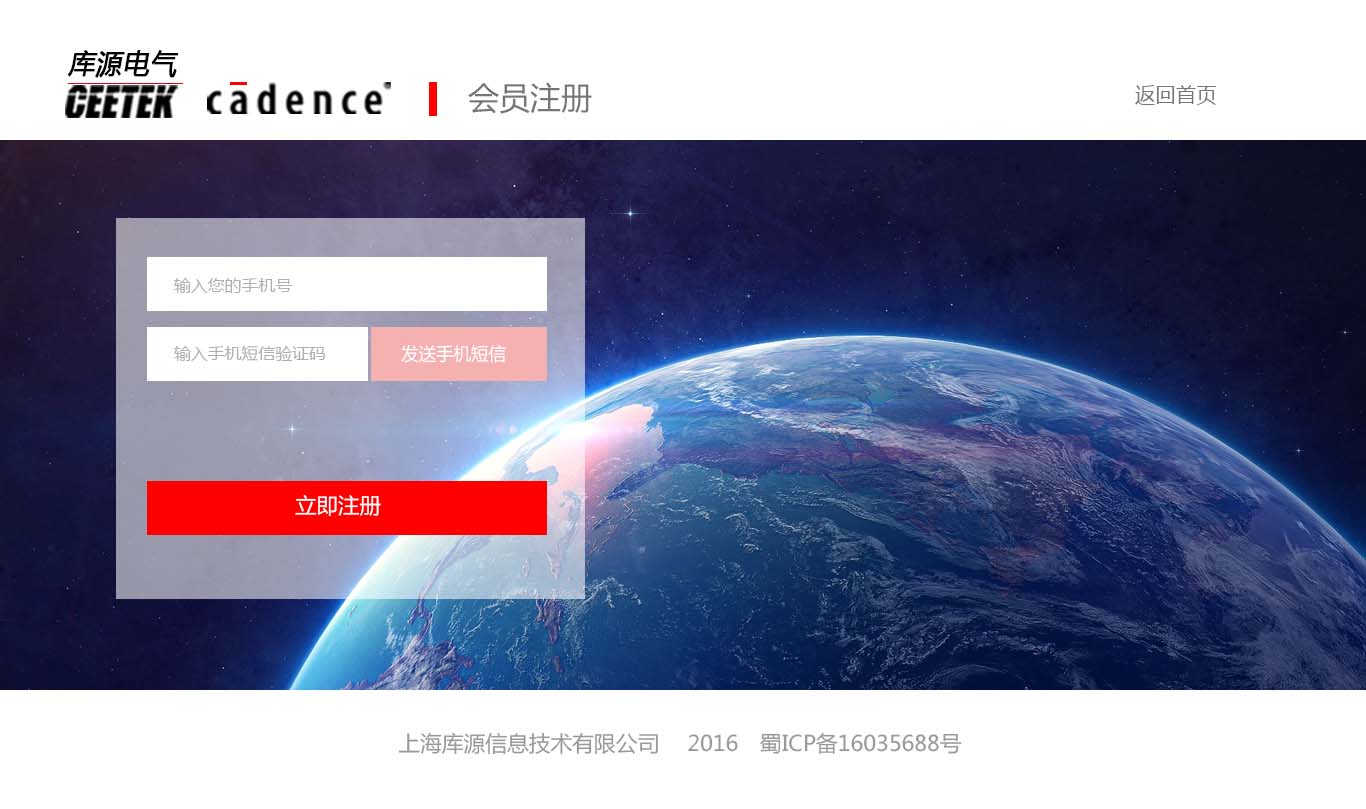 库源电气
CEETEK
cādence
会员注册
返回首页
输入您的手机号
输入手机短信验证码
发送手机短信
立即注册
上海库源信息技术有限公司 2016 蜀ICP备16035688号